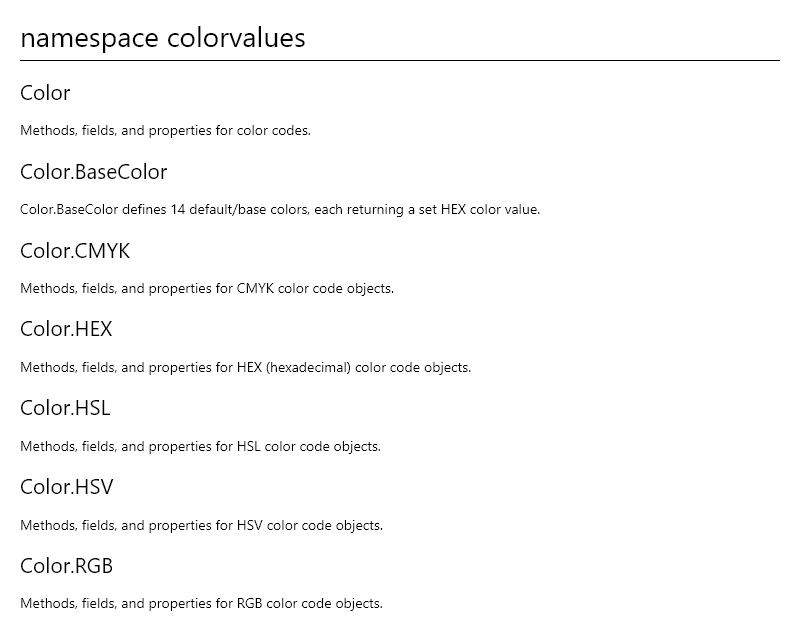 namespace colorvalues
Color
Methods, fields, and properties for color codes.
Color.BaseColor
Color.BaseColor defines 14 default/base colors, each returning a set HEX color value.
Color.CMYK
Methods, fields, and properties for CMYK color code objects.
Color.HEX
Methods, fields, and properties for HEX (hexadecimal) color code objects.
Color.HSL
Methods, fields, and properties for HSL color code objects.
Color.HSV
Methods, fields, and properties for HSV color code objects.
Color.RGB
Methods, fields, and properties for RGB color code objects.